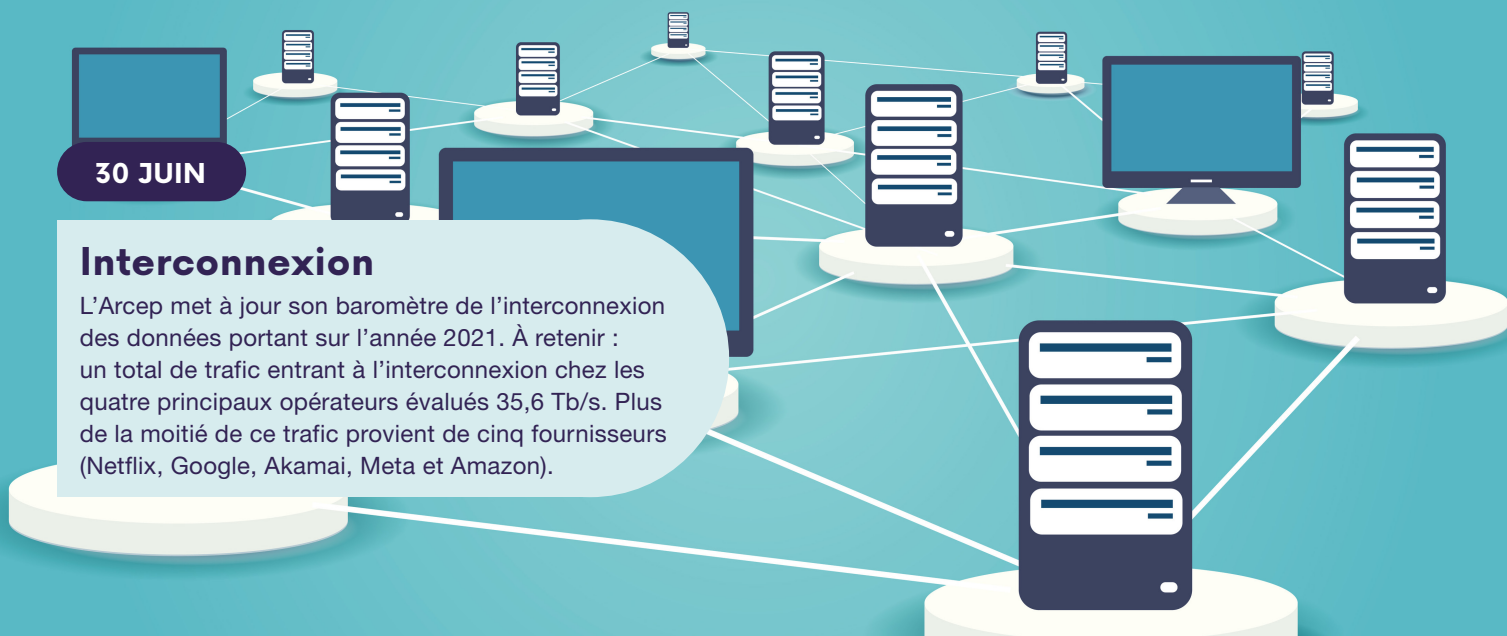 30 JUIN
Interconnexion
L’Arcep met à jour son baromètre de l’interconnexion
des données portant sur l’année 2021. À retenir :
un total de trafic entrant à l’interconnexion chez les
quatre principaux opérateurs évalués 35,6 Tb/s. Plus
de la moitié de ce trafic provient de cinq fournisseurs
(Netflix, Google, Akamai, Meta et Amazon).